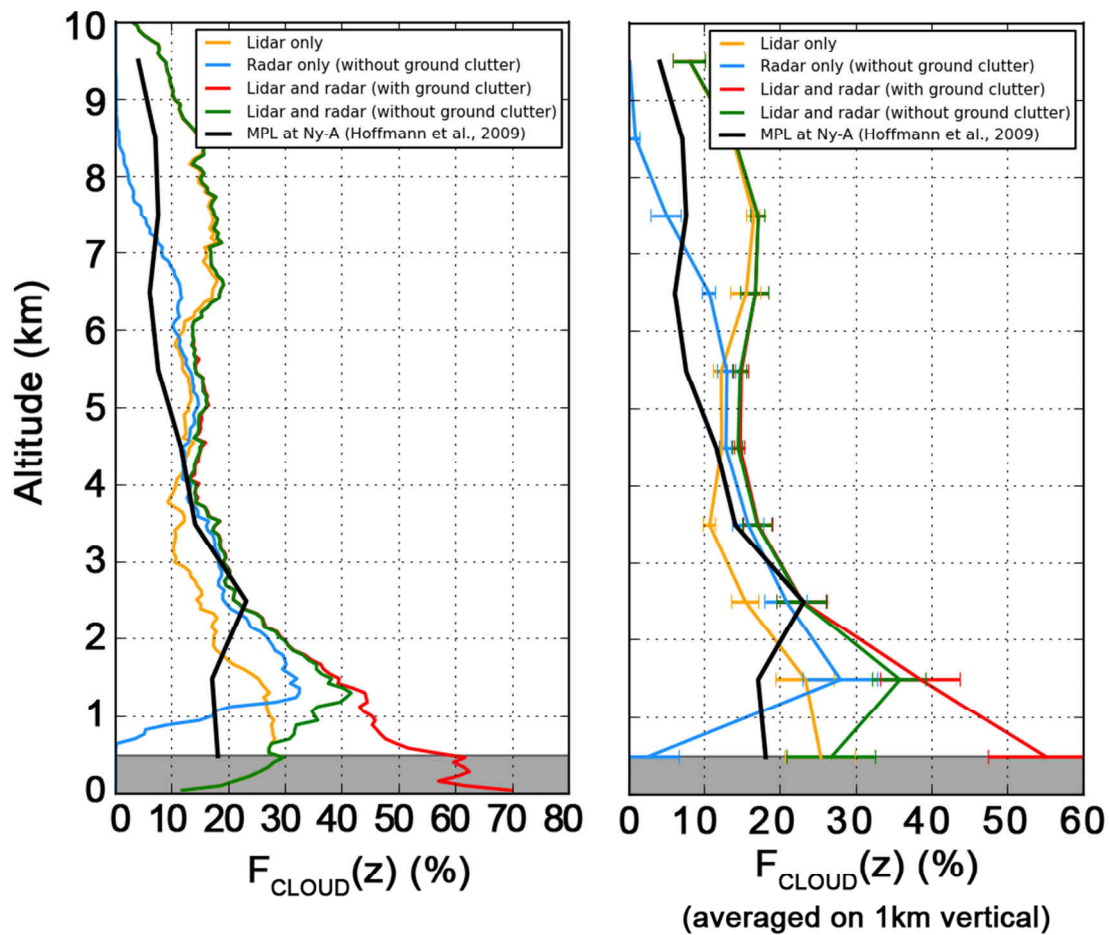 Altitude (km)
10
9
8
7
6
5
4
3
2
1
0
Lidar only
Radar only (without ground clutter)
Lidar and radar (with ground clutter)
Lidar and radar (without ground clutter)
MPL at Ny-A (Hoffmann et al., 2009)
0 10 20 30 40 50 60 70 80
F_CLOUD(z) (%)
Lidar only
Radar only (without ground clutter)
Lidar and radar (with ground clutter)
Lidar and radar (without ground clutter)
MPL at Ny-A (Hoffmann et al., 2009)
0 10 20 30 40 50 60
F_CLOUD(z) (%)
(averaged on 1km vertical)